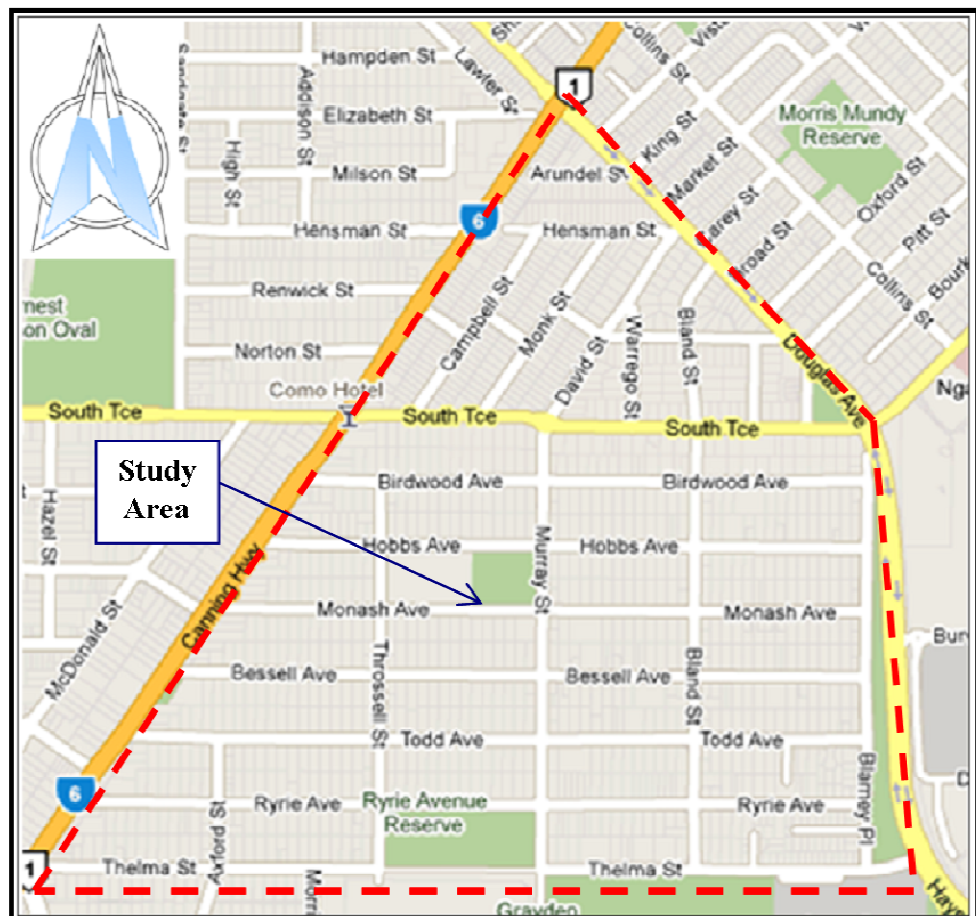 Hampden St
Collins St
Lawler St
1
Addison St
Elizabeth St
King St
Morris Mundy
Reserve
High St
Milson St
Arundel St
Market St
Oxford St
6
Hensman St
Hensman St
Carey St
Broad St
Pitt St
Renwick St
Campbell St
Monk St
Collins St
Norton St
David St
Warrego St
Bland St
Douglas Ave
Como Hotel
South Tce
South Tce
South Tce
Study
Area
Birdwood Ave
Birdwood Ave
Hazel St
Canning Hwy
Hobbs Ave
Murray St
Hobbs Ave
McDonald St
Monash Ave
Monash Ave
Throssell St
Bessell Ave
Bessell Ave
Bland St
Todd Ave
Todd Ave
Blamey Pl
6
Axford St
Ryrie Ave
Ryrie Avenue
Reserve
Ryrie Ave
1
Thelma St
Thelma St